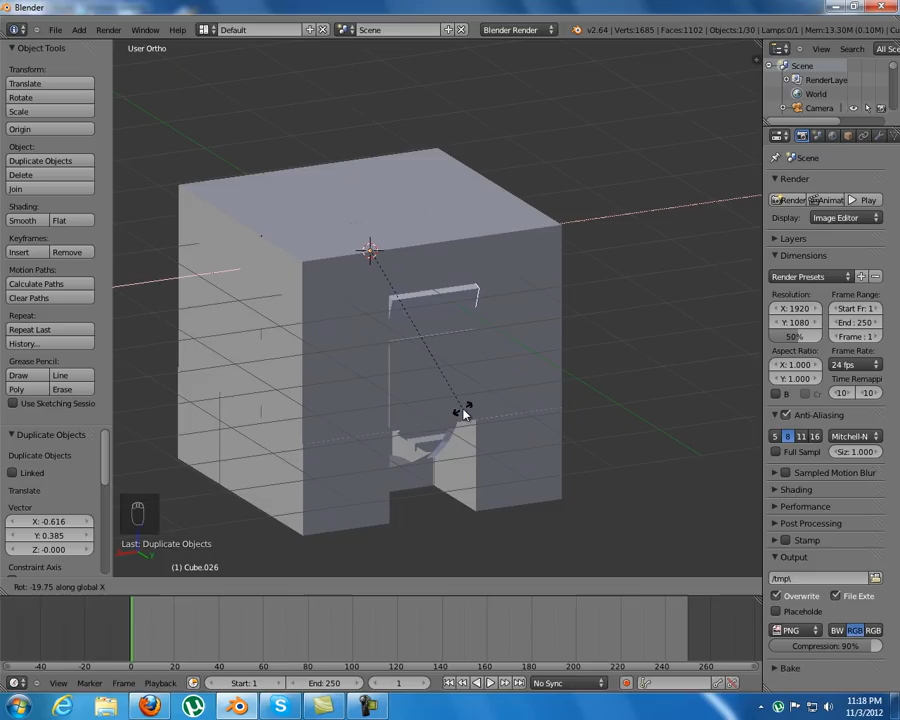 Blender
File Add Render Window Help
Default
Scene
Blender Render
v2.64 | Verts:1685 | Faces:1102 | Objects:1/30 | Lamps:0/1 | Mem:13.30M (0.10M) | Cu
Object Tools
Transform:
Translate
Rotate
Scale
Origin
Object:
Duplicate Objects
Delete
Join
Shading:
Smooth Flat
Keyframes:
Insert Remove
Motion Paths:
Calculate Paths
Clear Paths
Repeat:
Repeat Last
History...
Grease Pencil:
Draw Line
Poly Erase
Use Sketching Sessio
Duplicate Objects
Duplicate Objects
Linked
Translate
Vector
X: -0.616
Y: 0.385
Z: -0.000
Constraint Axis
User Ortho
Last: Duplicate Objects
(1) Cube.026
Rot: -19.75 along global X
View Search All Sce
Scene
RenderLaye
World
Camera
Scene
Render
Render Animat Play
Display: Image Editor
Layers
Dimensions
Render Presets
Resolution: Frame Range:
X: 1920 Start Fr: 1
Y: 1080 End : 250
50% Frame : 1
Aspect Ratio: Frame Rate:
X: 1.000 24 fps
Y: 1.000 Time Remappi
B Cr 10 10
Anti-Aliasing
5 8 11 16 Mitchell-N
Full Sampl Siz: 1.000
Sampled Motion Blur
Shading
Performance
Post Processing
Stamp
Output
/tmp\
Overwrite File Exte
Placeholde
PNG BW RGB RGB
Compression: 90%
Bake
-40 -20 0 20 40 60 80 100 120 140 160 180 200 220 240 260
View Marker Frame Playback Start: 1 End: 250 1 No Sync
11:18 PM
11/3/2012